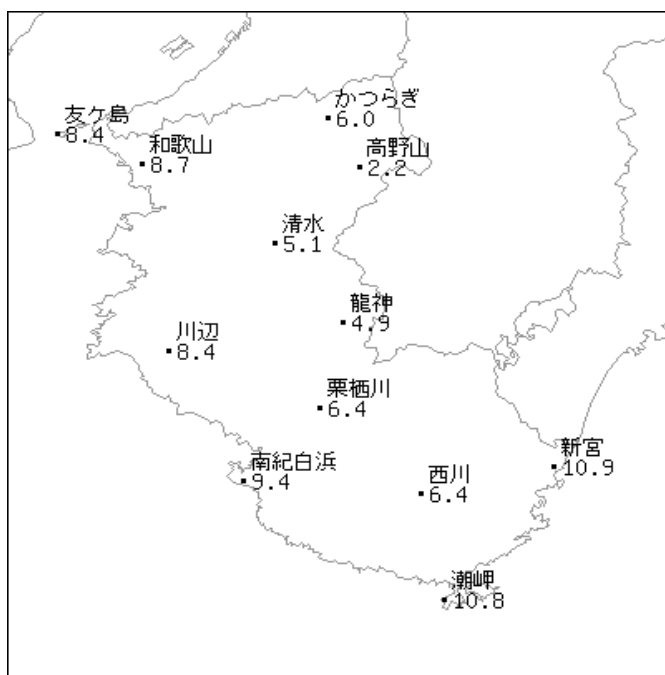 友ケ島
8.4
和歌山
8.7
かつらぎ
6.0
高野山
2.2
清水
5.1
龍神
4.9
川辺
8.4
栗栖川
6.4
南紀白浜
9.4
西川
6.4
新宮
10.9
潮岬
10.8